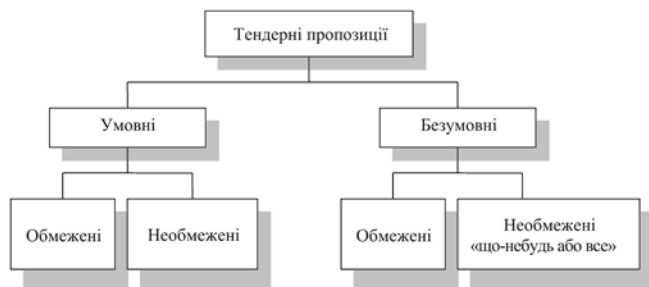 Тендерні пропозиції
Умовні
Безумовні
Обмежені
Необмежені
Обмежені
Необмежені
«що-небудь або все»